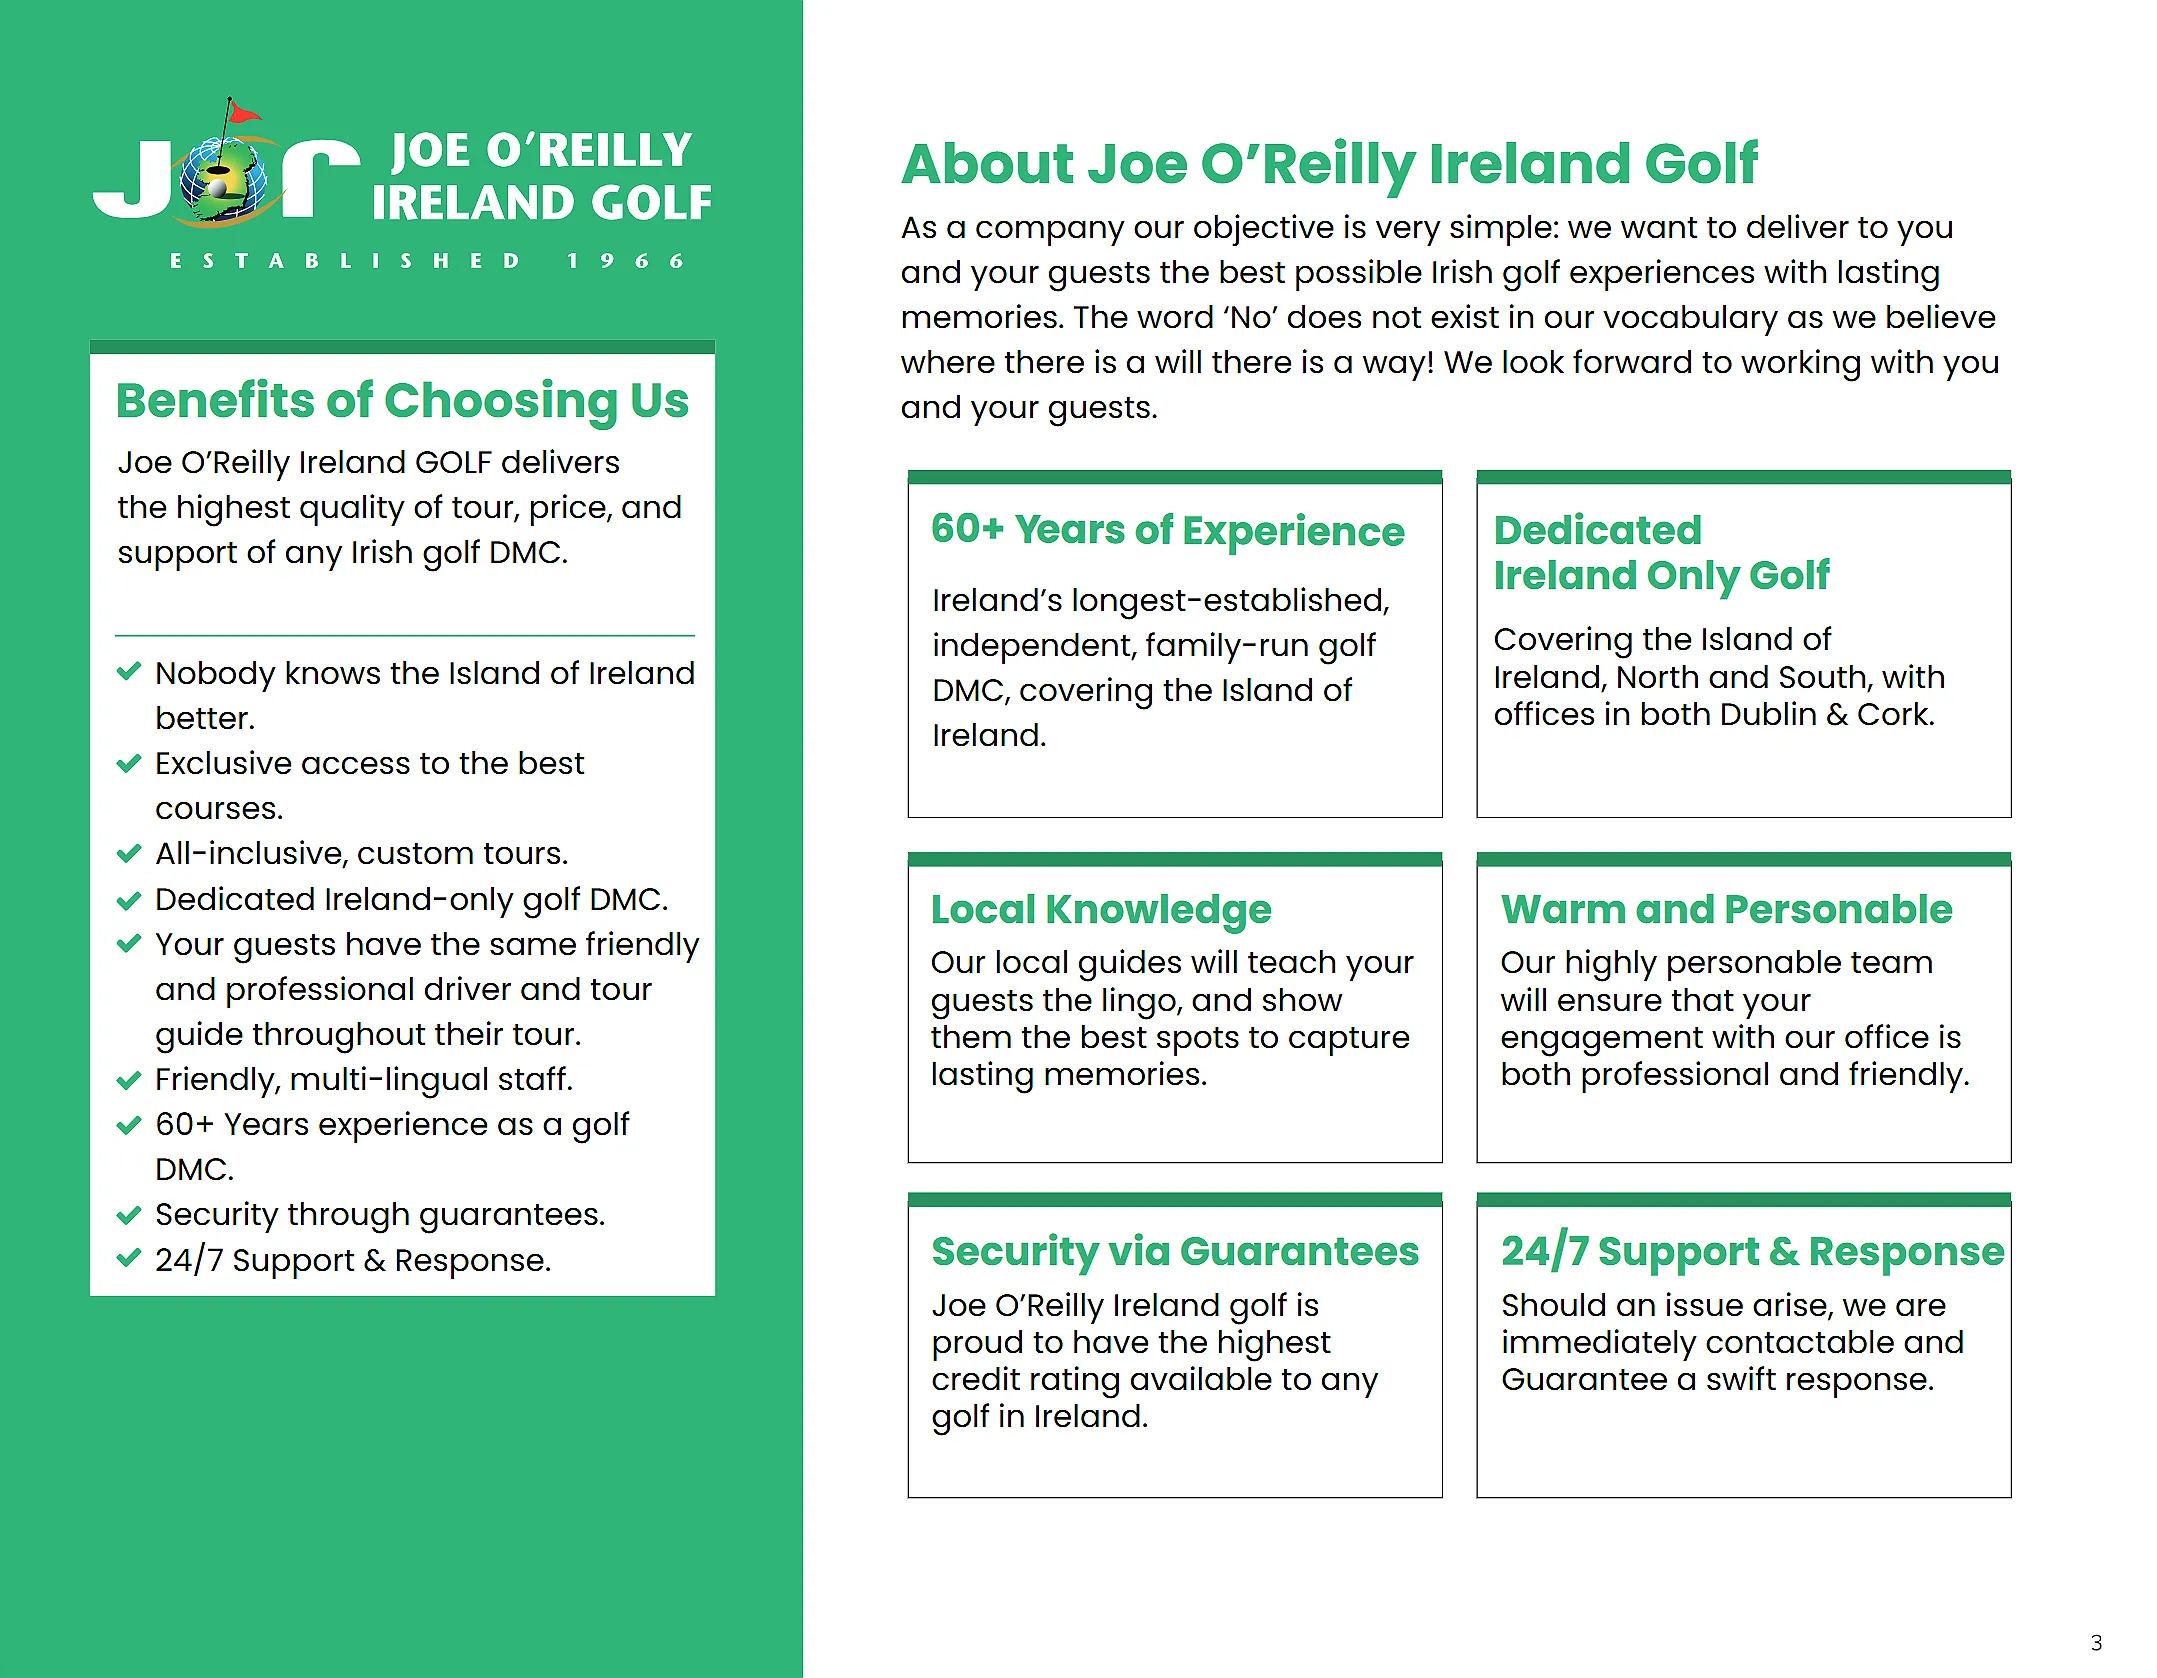 JOr JOE O’REILLY
IRELAND GOLF
ESTABLISHED 1966
Benefits of Choosing Us
Joe O’Reilly Ireland GOLF delivers
the highest quality of tour, price, and
support of any Irish golf DMC.
Nobody knows the Island of Ireland
better.
Exclusive access to the best
courses.
All-inclusive, custom tours.
Dedicated Ireland-only golf DMC.
Your guests have the same friendly
and professional driver and tour
guide throughout their tour.
Friendly, multi-lingual staff.
60+ Years experience as a golf
DMC.
Security through guarantees.
24/7 Support & Response.
About Joe O’Reilly Ireland Golf
As a company our objective is very simple: we want to deliver to you
and your guests the best possible Irish golf experiences with lasting
memories. The word ‘No’ does not exist in our vocabulary as we believe
where there is a will there is a way! We look forward to working with you
and your guests.
60+ Years of Experience
Ireland’s longest-established,
independent, family-run golf
DMC, covering the Island of
Ireland.
Dedicated
Ireland Only Golf
Covering the Island of
Ireland, North and South, with
offices in both Dublin & Cork.
Local Knowledge
Our local guides will teach your
guests the lingo, and show
them the best spots to capture
lasting memories.
Warm and Personable
Our highly personable team
will ensure that your
engagement with our office is
both professional and friendly.
Security via Guarantees
Joe O’Reilly Ireland golf is
proud to have the highest
credit rating available to any
golf in Ireland.
24/7 Support & Response
Should an issue arise, we are
immediately contactable and
Guarantee a swift response.
3